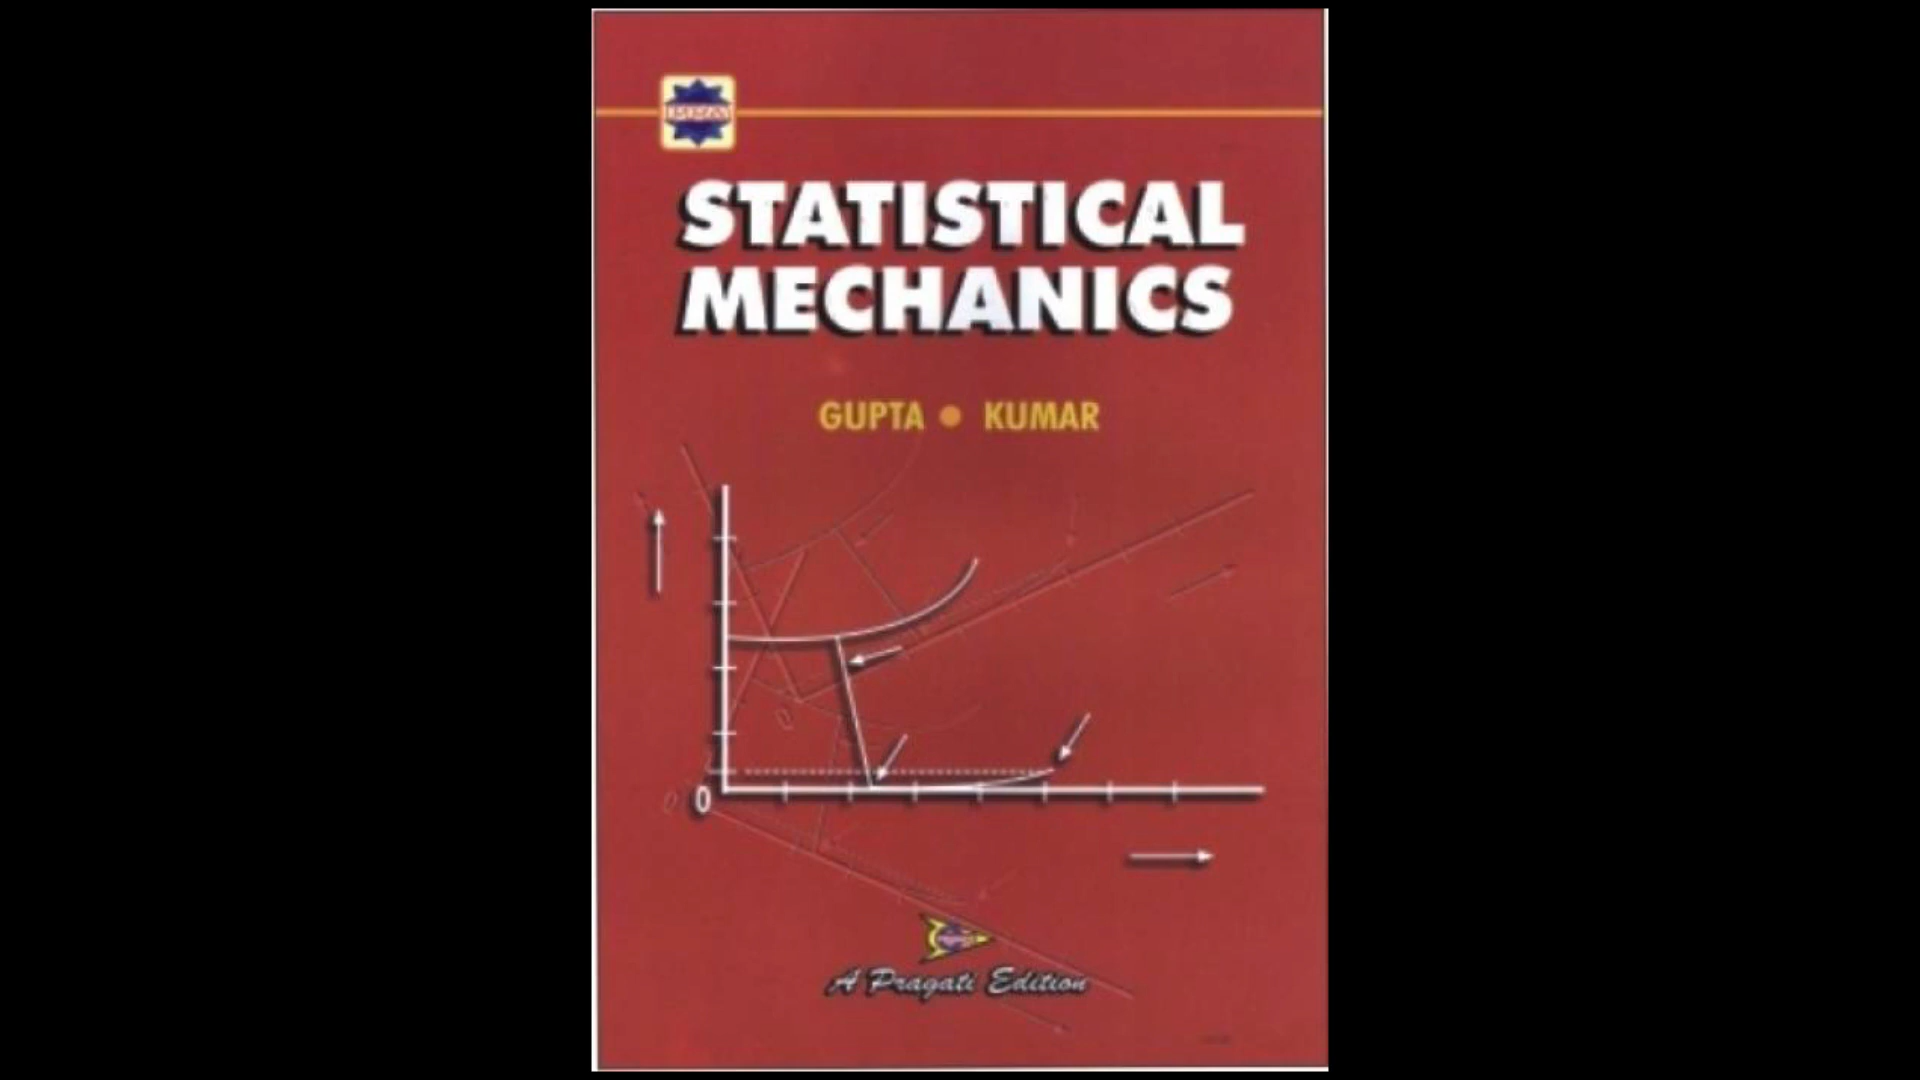 STATISTICAL
MECHANICS
GUPTA • KUMAR
0
A Pragati Edition